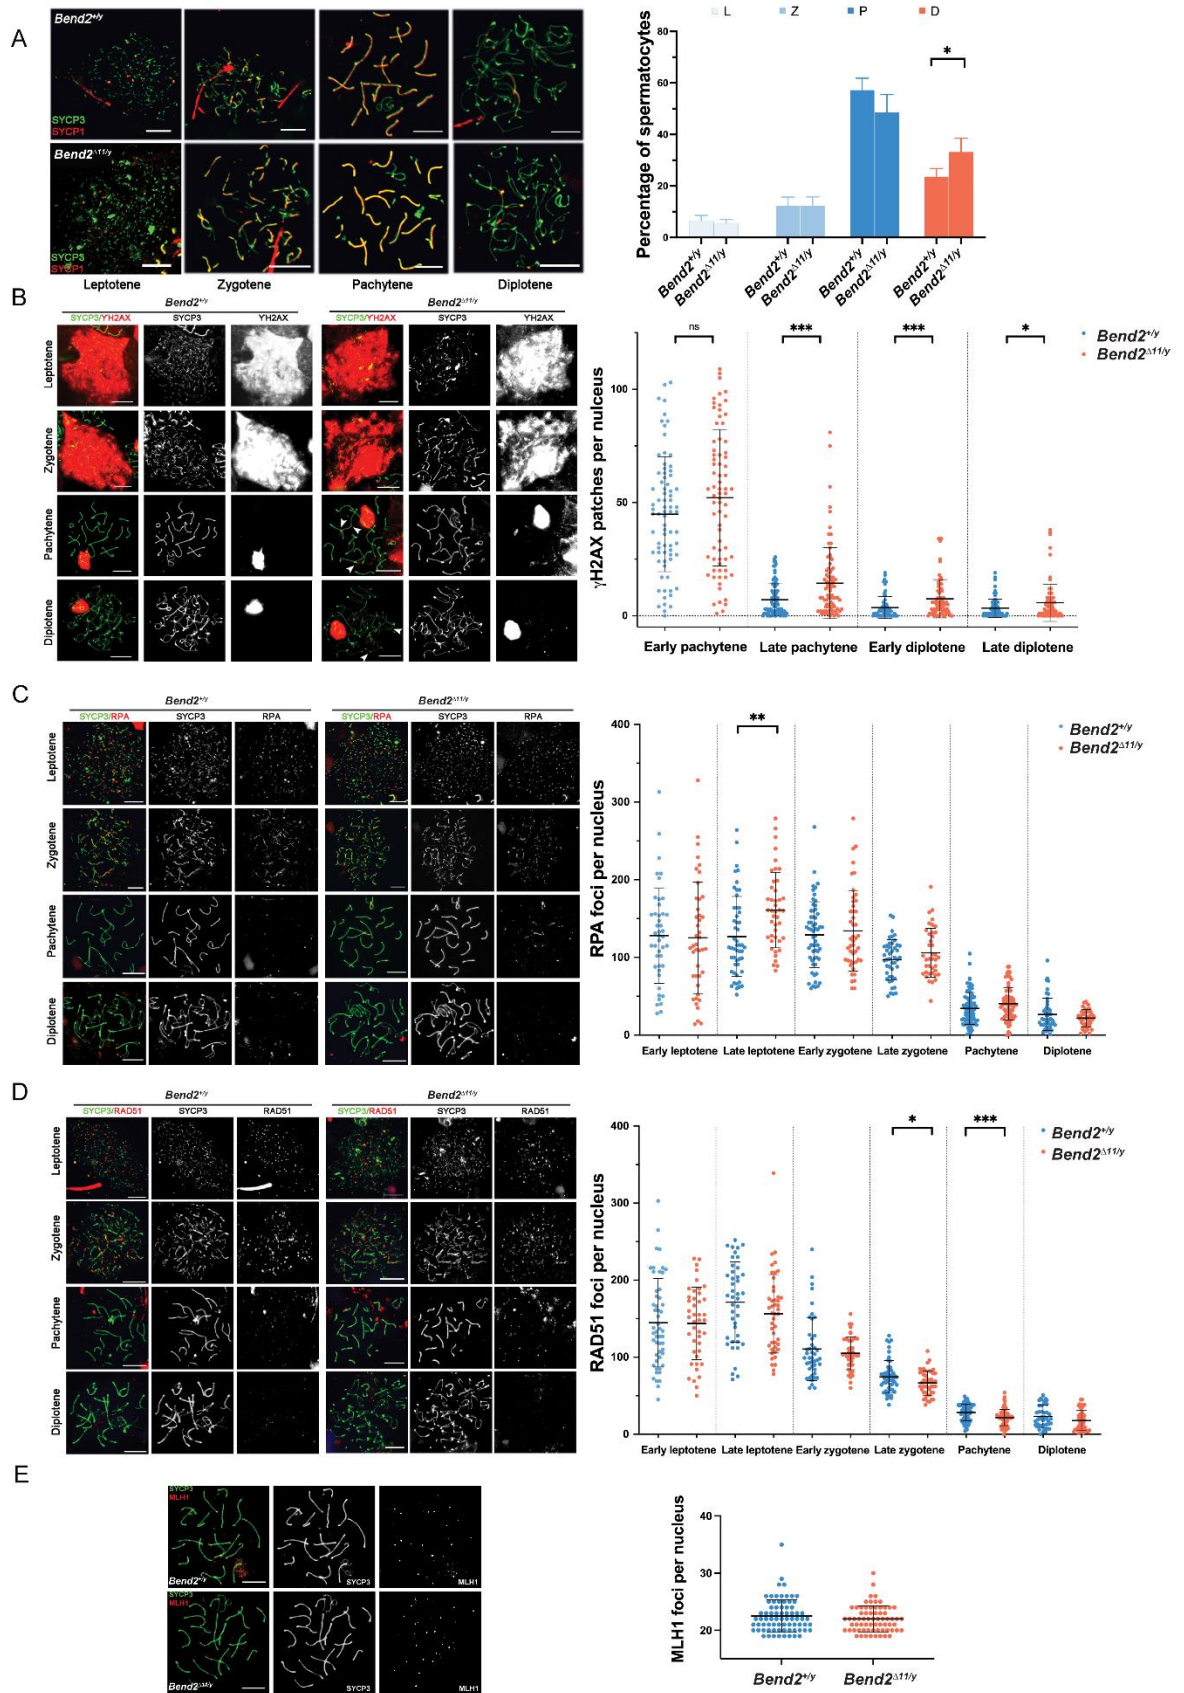 A
Bend2+/y
SYCP3
SYCP1
Bend2Δ11/y
SYCP3
SYCP1
Leptotene Zygotene Pachytene Diplotene
L Z P D
*
Percentage of spermatocytes
80
60
40
20
0
Bend2+/y Bend2Δ11/y Bend2+/y Bend2Δ11/y Bend2+/y Bend2Δ11/y Bend2+/y Bend2Δ11/y
B
Bend2+/y Bend2Δ11/y
SYCP3/ϒH2AX SYCP3 ϒH2AX SYCP3/ϒH2AX SYCP3 ϒH2AX
Leptotene
Zygotene
Pachytene
Diplotene
ns *** *** *
Bend2+/y
Bend2Δ11/y
γH2AX patches per nulceus
100
50
0
Early pachytene Late pachytene Early diplotene Late diplotene
C
Bend2+/y Bend2Δ11/y
SYCP3/RPA SYCP3 RPA SYCP3/RPA SYCP3 RPA
Leptotene
Zygotene
Pachytene
Diplotene
**
Bend2+/y
Bend2Δ11/y
RPA foci per nucleus
400
300
200
100
0
Early leptotene Late leptotene Early zygotene Late zygotene Pachytene Diplotene
D
Bend2+/y Bend2Δ11/y
SYCP3/RAD51 SYCP3 RAD51 SYCP3/RAD51 SYCP3 RAD51
Leptotene
Zygotene
Pachytene
Diplotene
* ***
Bend2+/y
Bend2Δ11/y
RAD51 foci per nucleus
400
300
200
100
0
Early leptotene Late leptotene Early zygotene Late zygotene Pachytene Diplotene
E
SYCP3
MLH1
Bend2+/y SYCP3 MLH1
SYCP3
MLH1
Bend2Δ11/y SYCP3 MLH1
MLH1 foci per nucleus
40
30
20
Bend2+/y Bend2Δ11/y